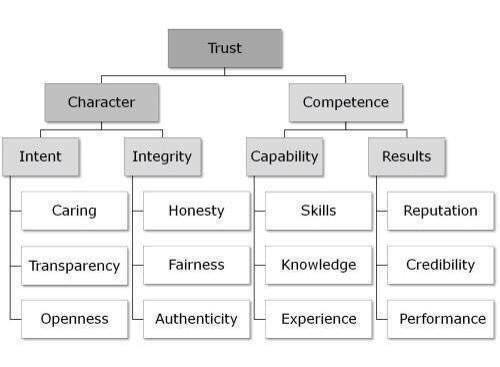 Trust
Character
Competence
Intent
Integrity
Capability
Results
Caring
Honesty
Skills
Reputation
Transparency
Fairness
Knowledge
Credibility
Openness
Authenticity
Experience
Performance